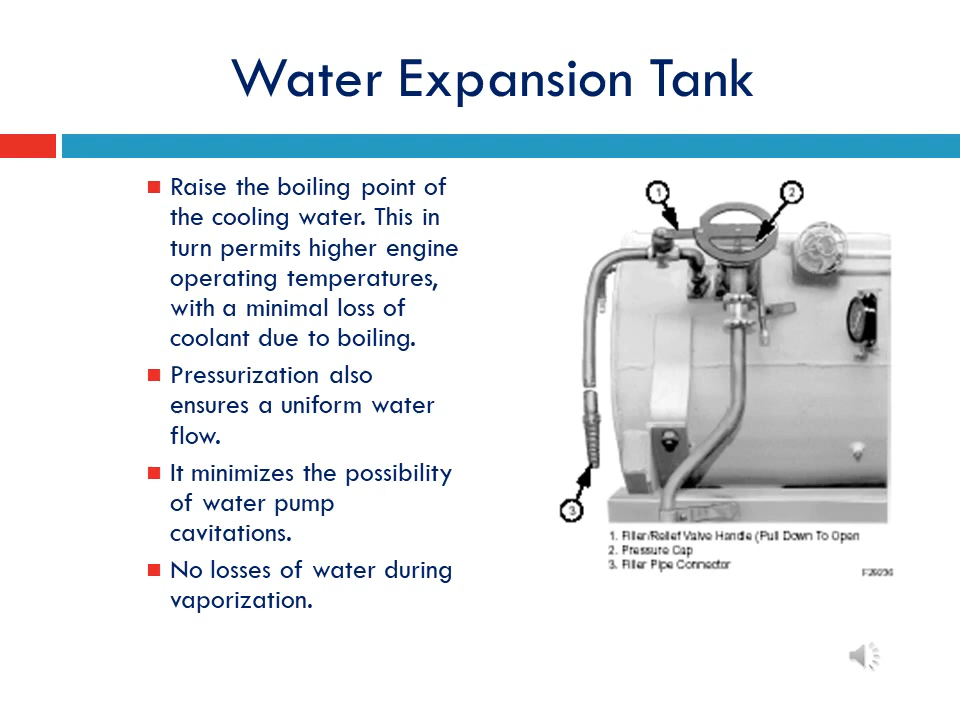 Water Expansion Tank
Raise the boiling point of
the cooling water. This in
turn permits higher engine
operating temperatures,
with a minimal loss of
coolant due to boiling.
Pressurization also
ensures a uniform water
flow.
It minimizes the possibility
of water pump
cavitations.
No losses of water during
vaporization.
1
2
3
1. Filler/Relief Valve Handle (Pull Down To Open
2. Pressure Cap
3. Filler Pipe Connector